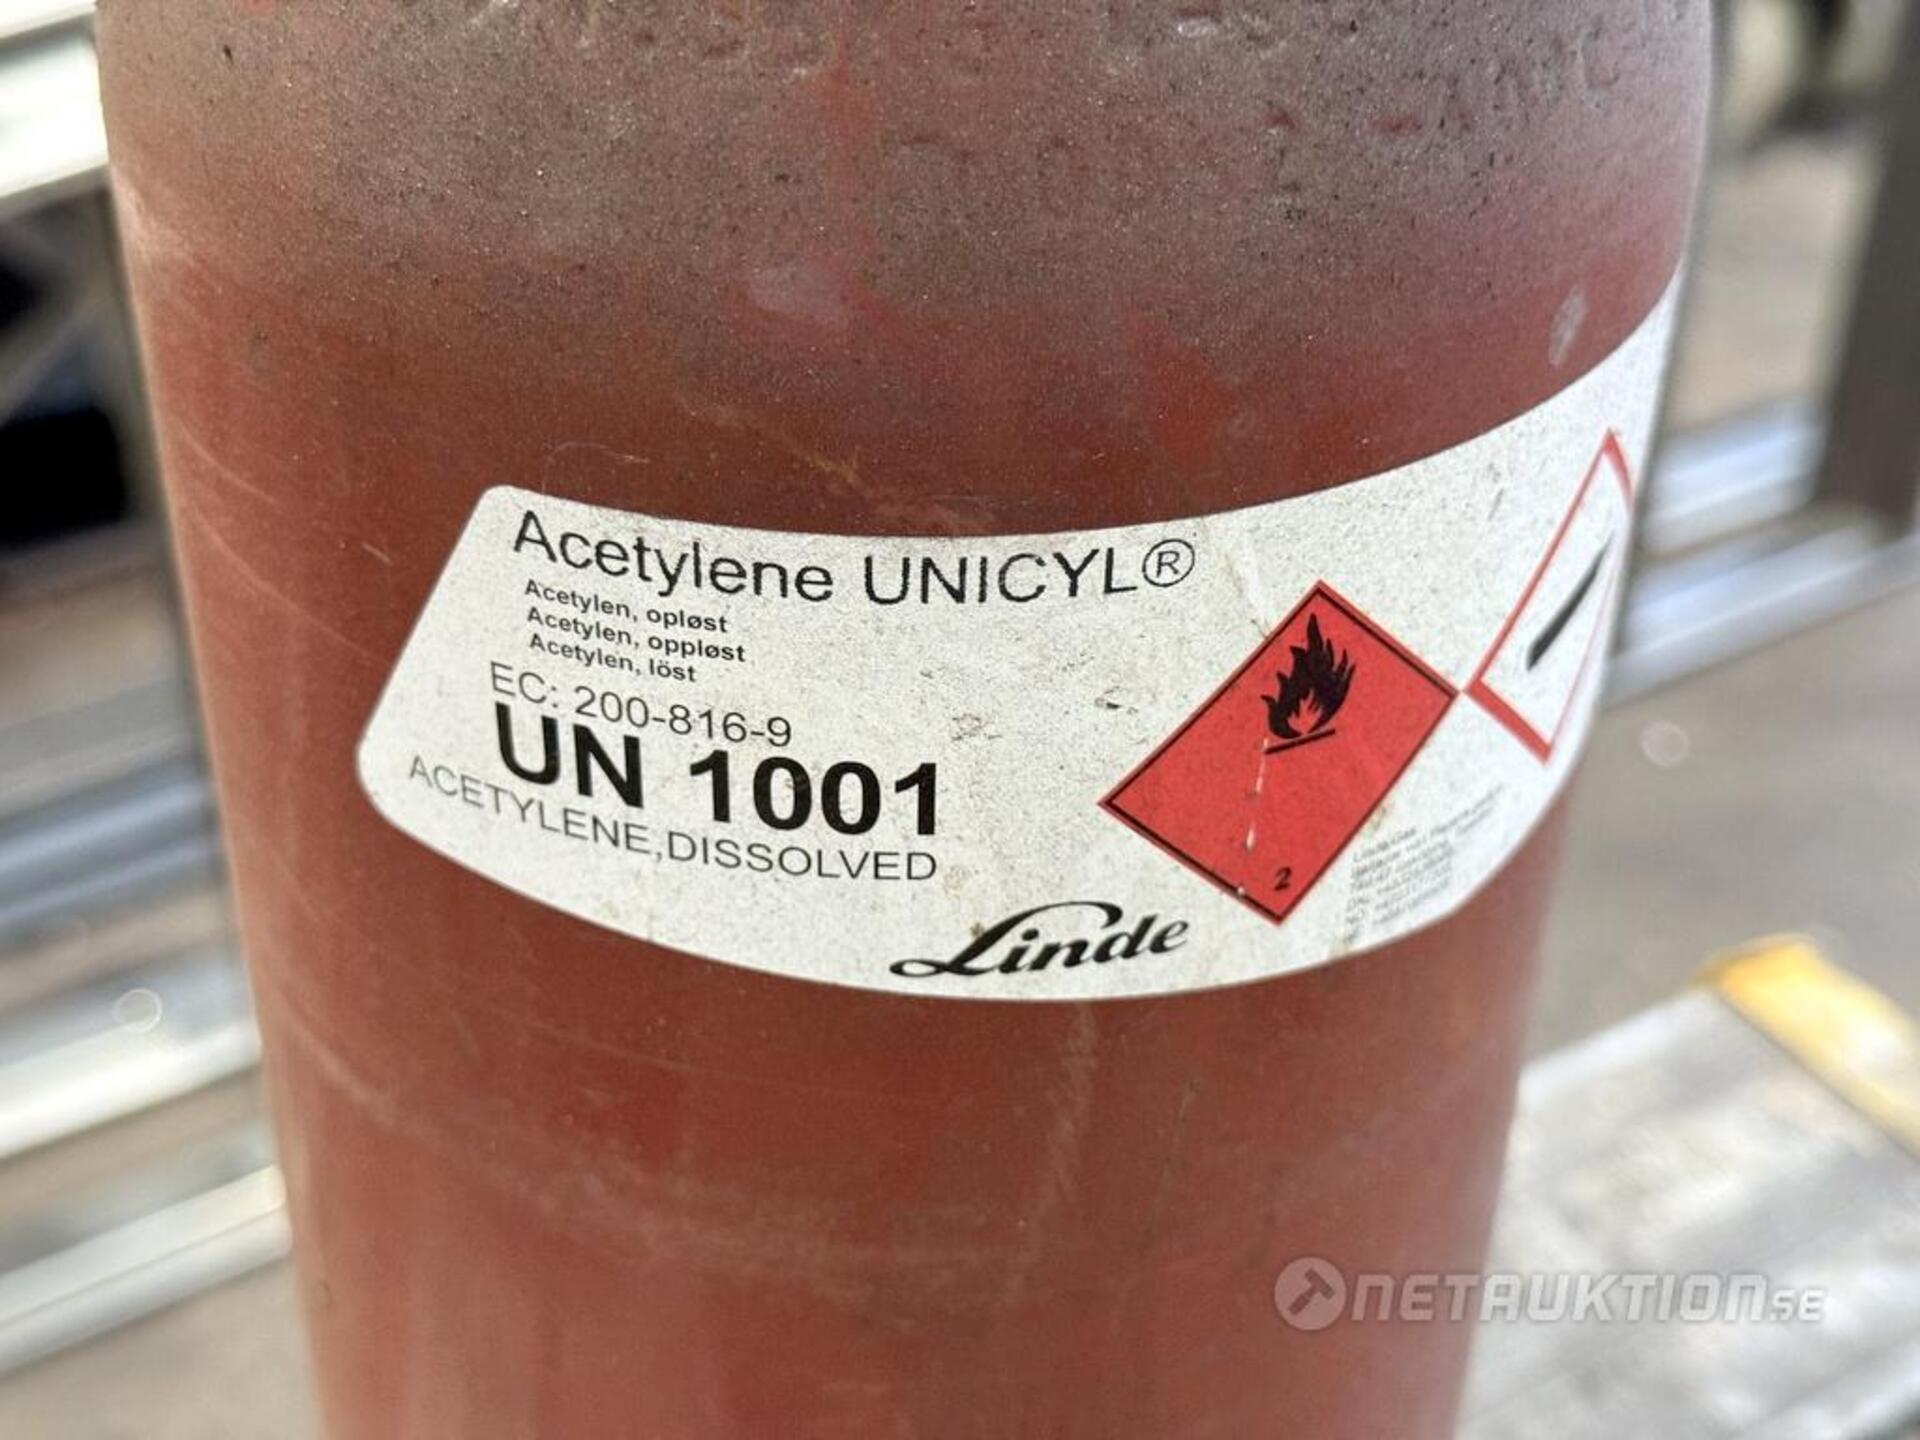 Acetylene UNICYL®
Acetylen, opløst
Acetylen, oppløst
Acetylen, löst
EC: 200-816-9
UN 1001
ACETYLENE,DISSOLVED
2
Linde
NETAUKTION.SE